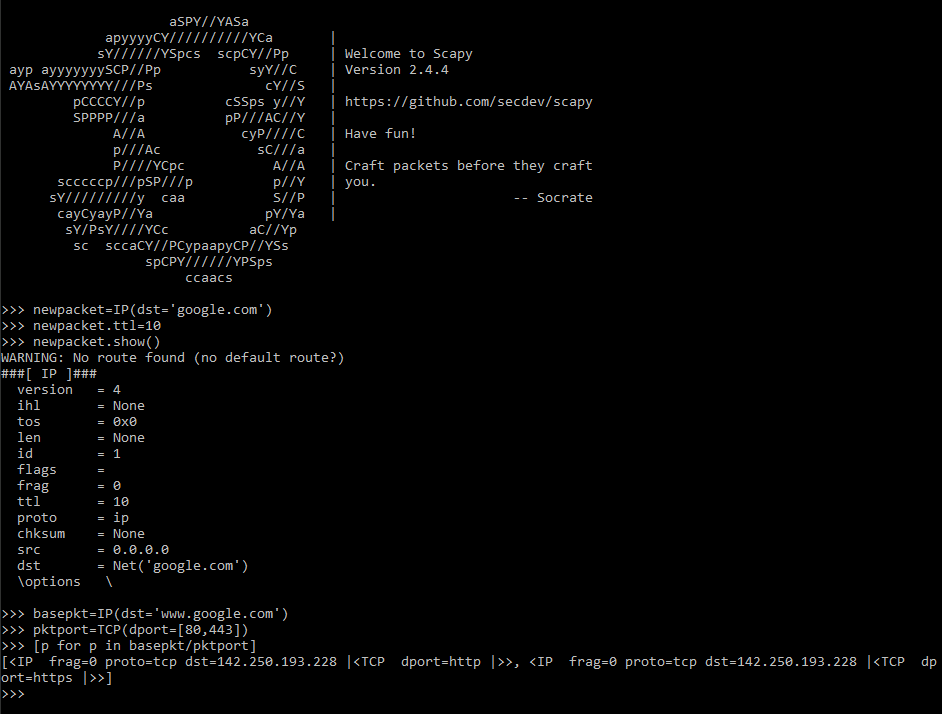 aSPY//YASa
             apyyyyCY//////////YCa       |
            sY//////YSpcs  scpCY//Pp     | Welcome to Scapy
 ayp ayyyyyyySCP//Pp           syY//C    | Version 2.4.4
 AYAsAYYYYYYYY///Ps              cY//S   |
         pCCCCY//p          cSSps y//Y   | https://github.com/secdev/scapy
         SPPPP///a          pP///AC//Y   |
              A//A            cyP////C   | Have fun!
              p///Ac            sC///a   |
              P////YCpc           A//A   | Craft packets before they craft
       scccccp///pSP///p          p//Y   | you.
      sY/////////y  caa           S//P   |                      -- Socrate
       cayCyayP//Ya              pY/Ya   |
        sY/PsY////YCc          aC//Yp
         sc  sccaCY//PCypaapyCP//YSs
                  spCPY//////YPSps
                       ccaacs
>>> newpacket=IP(dst='google.com')
>>> newpacket.ttl=10
>>> newpacket.show()
WARNING: No route found (no default route?)
###[ IP ]###
  version   = 4
  ihl       = None
  tos       = 0x0
  len       = None
  id        = 1
  flags     =
  frag      = 0
  ttl       = 10
  proto     = ip
  chksum    = None
  src       = 0.0.0.0
  dst       = Net('google.com')
  \options   \
>>> basepkt=IP(dst='www.google.com')
>>> pktport=TCP(dport=[80,443])
>>> [p for p in basepkt/pktport]
[<IP  frag=0 proto=tcp dst=142.250.193.228 |<TCP  dport=http |>>, <IP  frag=0 proto=tcp dst=142.250.193.228 |<TCP  dp
ort=https |>>]
>>>